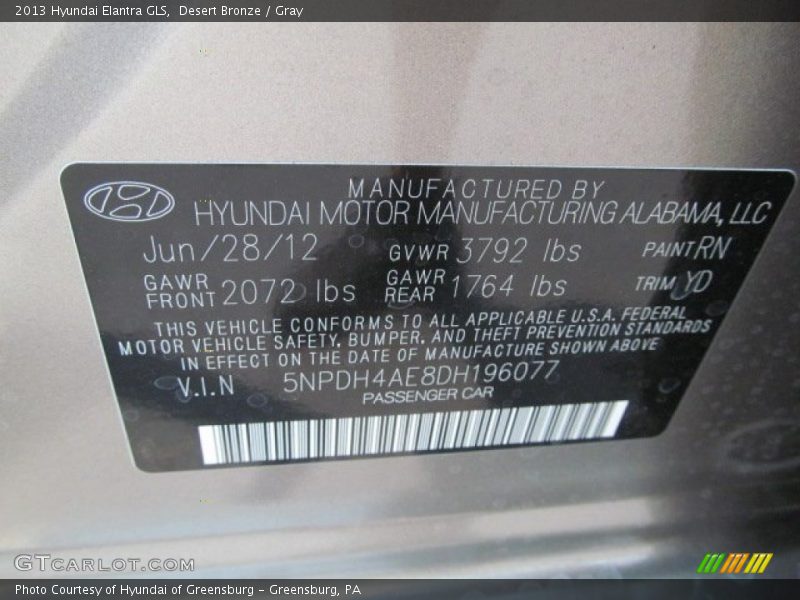 2013 Hyundai Elantra GLS, Desert Bronze / Gray
MANUFACTURED BY
HYUNDAI MOTOR MANUFACTURING ALABAMA, LLC
Jun/28/12 GVWR 3792 lbs PAINT RN
GAWR FRONT 2072 lbs GAWR REAR 1764 lbs TRIM YD
THIS VEHICLE CONFORMS TO ALL APPLICABLE U.S.A. FEDERAL
MOTOR VEHICLE SAFETY, BUMPER, AND THEFT PREVENTION STANDARDS
IN EFFECT ON THE DATE OF MANUFACTURE SHOWN ABOVE
V.I.N 5NPDH4AE8DH196077
PASSENGER CAR
GTCARLOT.COM
Photo Courtesy of Hyundai of Greensburg - Greensburg, PA